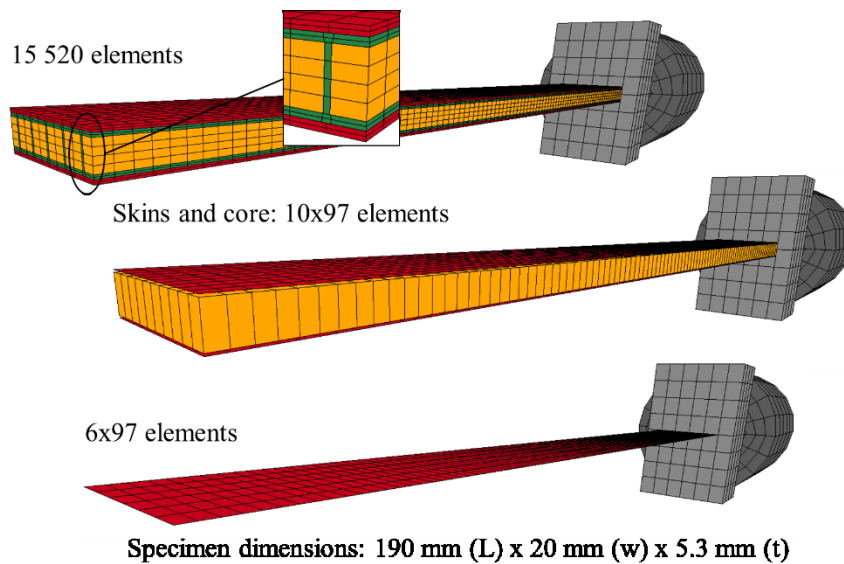 15 520 elements
Skins and core: 10x97 elements
6x97 elements
Specimen dimensions: 190 mm (L) x 20 mm (w) x 5.3 mm (t)